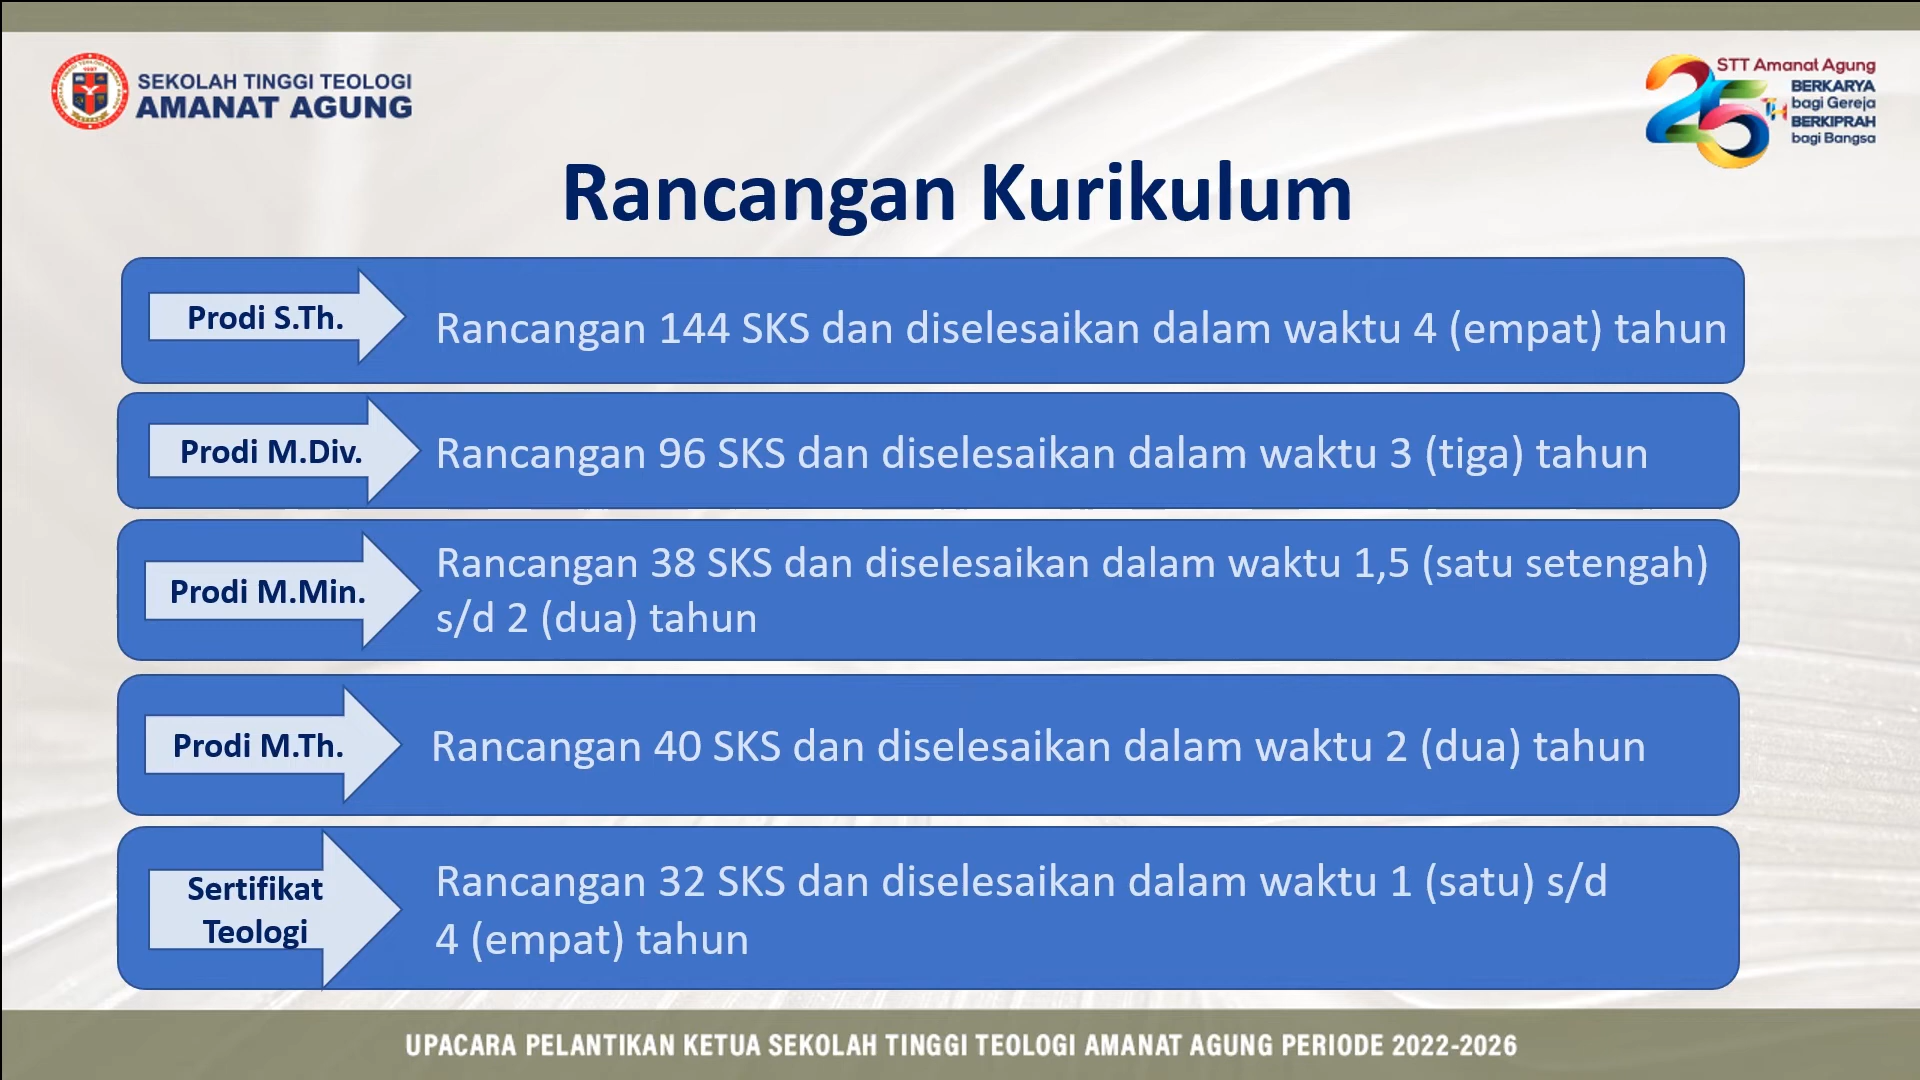 SEKOLAH TINGGI TEOLOGI
AMANAT AGUNG
STT Amanat Agung
25TH
BERKARYA
bagi Gereja
BERKIPRAH
bagi Bangsa
Rancangan Kurikulum
Prodi S.Th.
Rancangan 144 SKS dan diselesaikan dalam waktu 4 (empat) tahun
Prodi M.Div.
Rancangan 96 SKS dan diselesaikan dalam waktu 3 (tiga) tahun
Prodi M.Min.
Rancangan 38 SKS dan diselesaikan dalam waktu 1,5 (satu setengah)
s/d 2 (dua) tahun
Prodi M.Th.
Rancangan 40 SKS dan diselesaikan dalam waktu 2 (dua) tahun
Sertifikat
Teologi
Rancangan 32 SKS dan diselesaikan dalam waktu 1 (satu) s/d
4 (empat) tahun
UPACARA PELANTIKAN KETUA SEKOLAH TINGGI TEOLOGI AMANAT AGUNG PERIODE 2022-2026